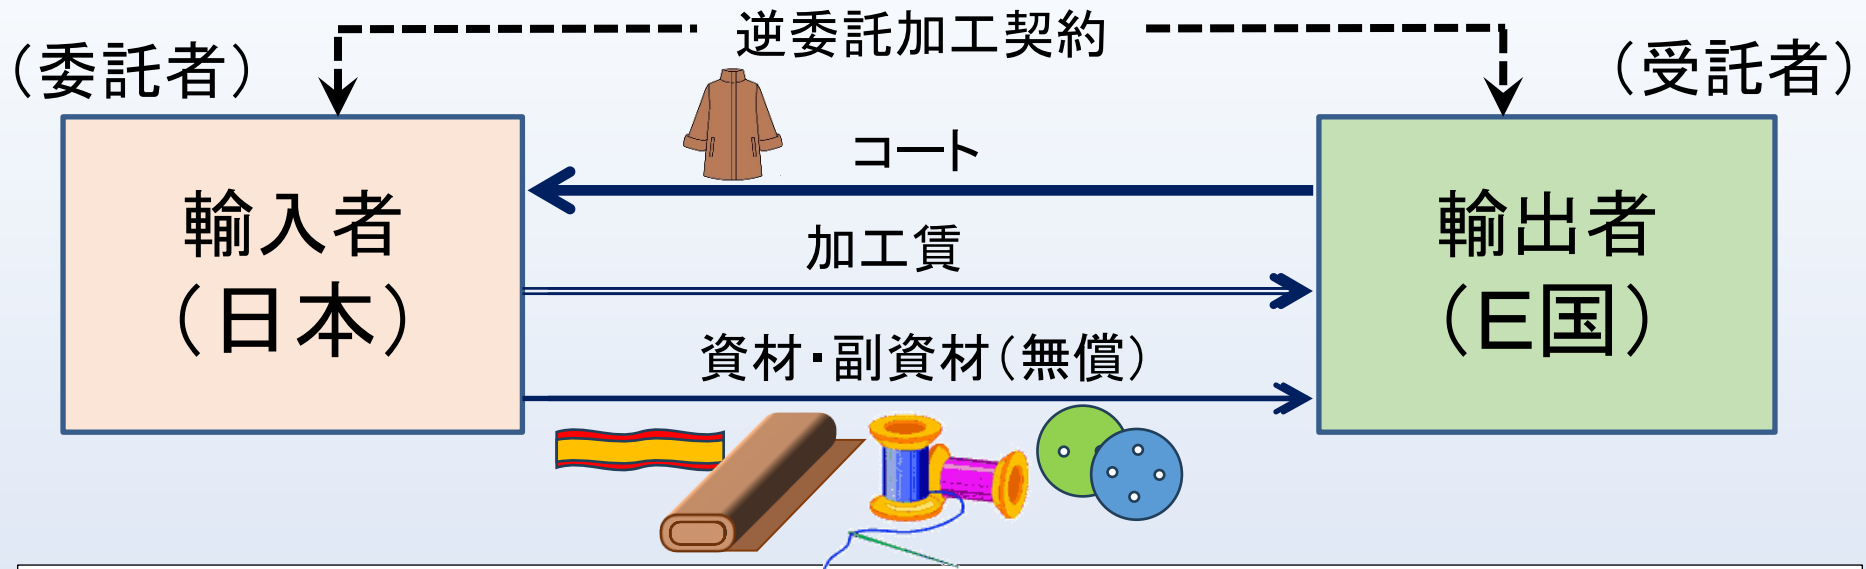 逆委託加工契約
（委託者）
（受託者）
コート
輸入者
（日本）
輸出者
（E国）
加工賃
資材・副資材（無償）